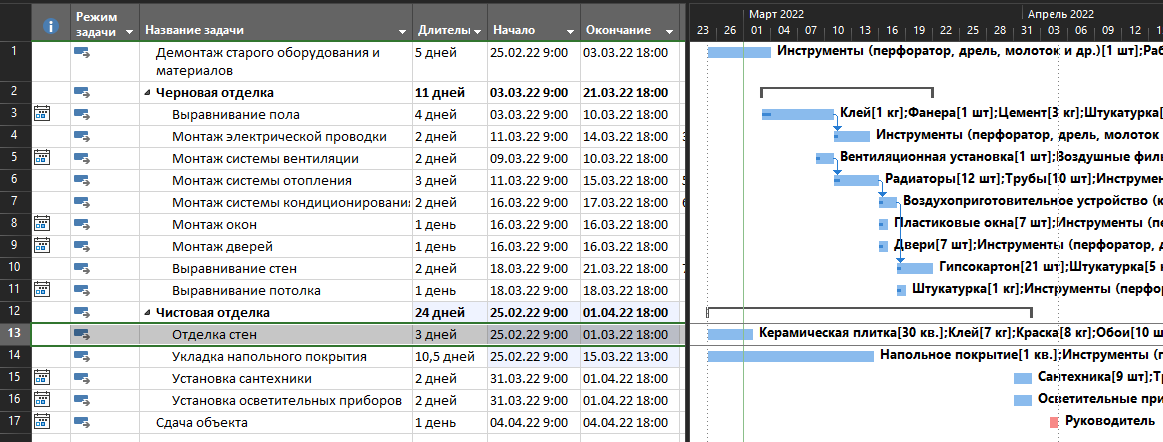 Режим задачи Название задачи Длителы Начало Окончание
Март 2022 Апрель 2022
23 26 01 04 07 10 13 16 19 22 25 28 31 03 06 09 12
1 Демонтаж старого оборудования и материалов 5 дней 25.02.22 9:00 03.03.22 18:00 Инструменты (перфоратор, дрель, молоток и др.)[1 шт];Раб
2 Черновая отделка 11 дней 03.03.22 9:00 21.03.22 18:00
3 Выравнивание пола 4 дней 03.03.22 9:00 10.03.22 18:00 Клей[1 кг];Фанера[1 шт];Цемент[3 кг];Штукатурка[
4 Монтаж электрической проводки 2 дней 11.03.22 9:00 14.03.22 18:00 3 Инструменты (перфоратор, дрель, молоток
5 Монтаж системы вентиляции 2 дней 09.03.22 9:00 10.03.22 18:00 Вентиляционная установка[1 шт];Воздушные фил
6 Монтаж системы отопления 3 дней 11.03.22 9:00 15.03.22 18:00 5 Радиаторы[12 шт];Трубы[10 шт];Инструмен
7 Монтаж системы кондиционирования 2 дней 16.03.22 9:00 17.03.22 18:00 6 Воздухоприготовительное устройство (к
8 Монтаж окон 1 день 16.03.22 9:00 16.03.22 18:00 Пластиковые окна[7 шт];Инструменты (пе
9 Монтаж дверей 1 день 16.03.22 9:00 16.03.22 18:00 Двери[7 шт];Инструменты (перфоратор, д
10 Выравнивание стен 2 дней 18.03.22 9:00 21.03.22 18:00 7 Гипсокартон[21 шт];Штукатурка[5
11 Выравнивание потолка 1 день 18.03.22 9:00 18.03.22 18:00 Штукатурка[1 кг];Инструменты (перфо
12 Чистовая отделка 24 дней 25.02.22 9:00 01.04.22 18:00
13 Отделка стен 3 дней 25.02.22 9:00 01.03.22 18:00 Керамическая плитка[30 кв.];Клей[7 кг];Краска[8 кг];Обои[10 ш
14 Укладка напольного покрытия 10,5 дней 25.02.22 9:00 15.03.22 13:00 Напольное покрытие[1 кв.];Инструменты (п
15 Установка сантехники 2 дней 31.03.22 9:00 01.04.22 18:00 Сантехника[9 шт];Тр
16 Установка осветительных приборов 2 дней 31.03.22 9:00 01.04.22 18:00 Осветительные при
17 Сдача объекта 1 день 04.04.22 9:00 04.04.22 18:00 Руководитель